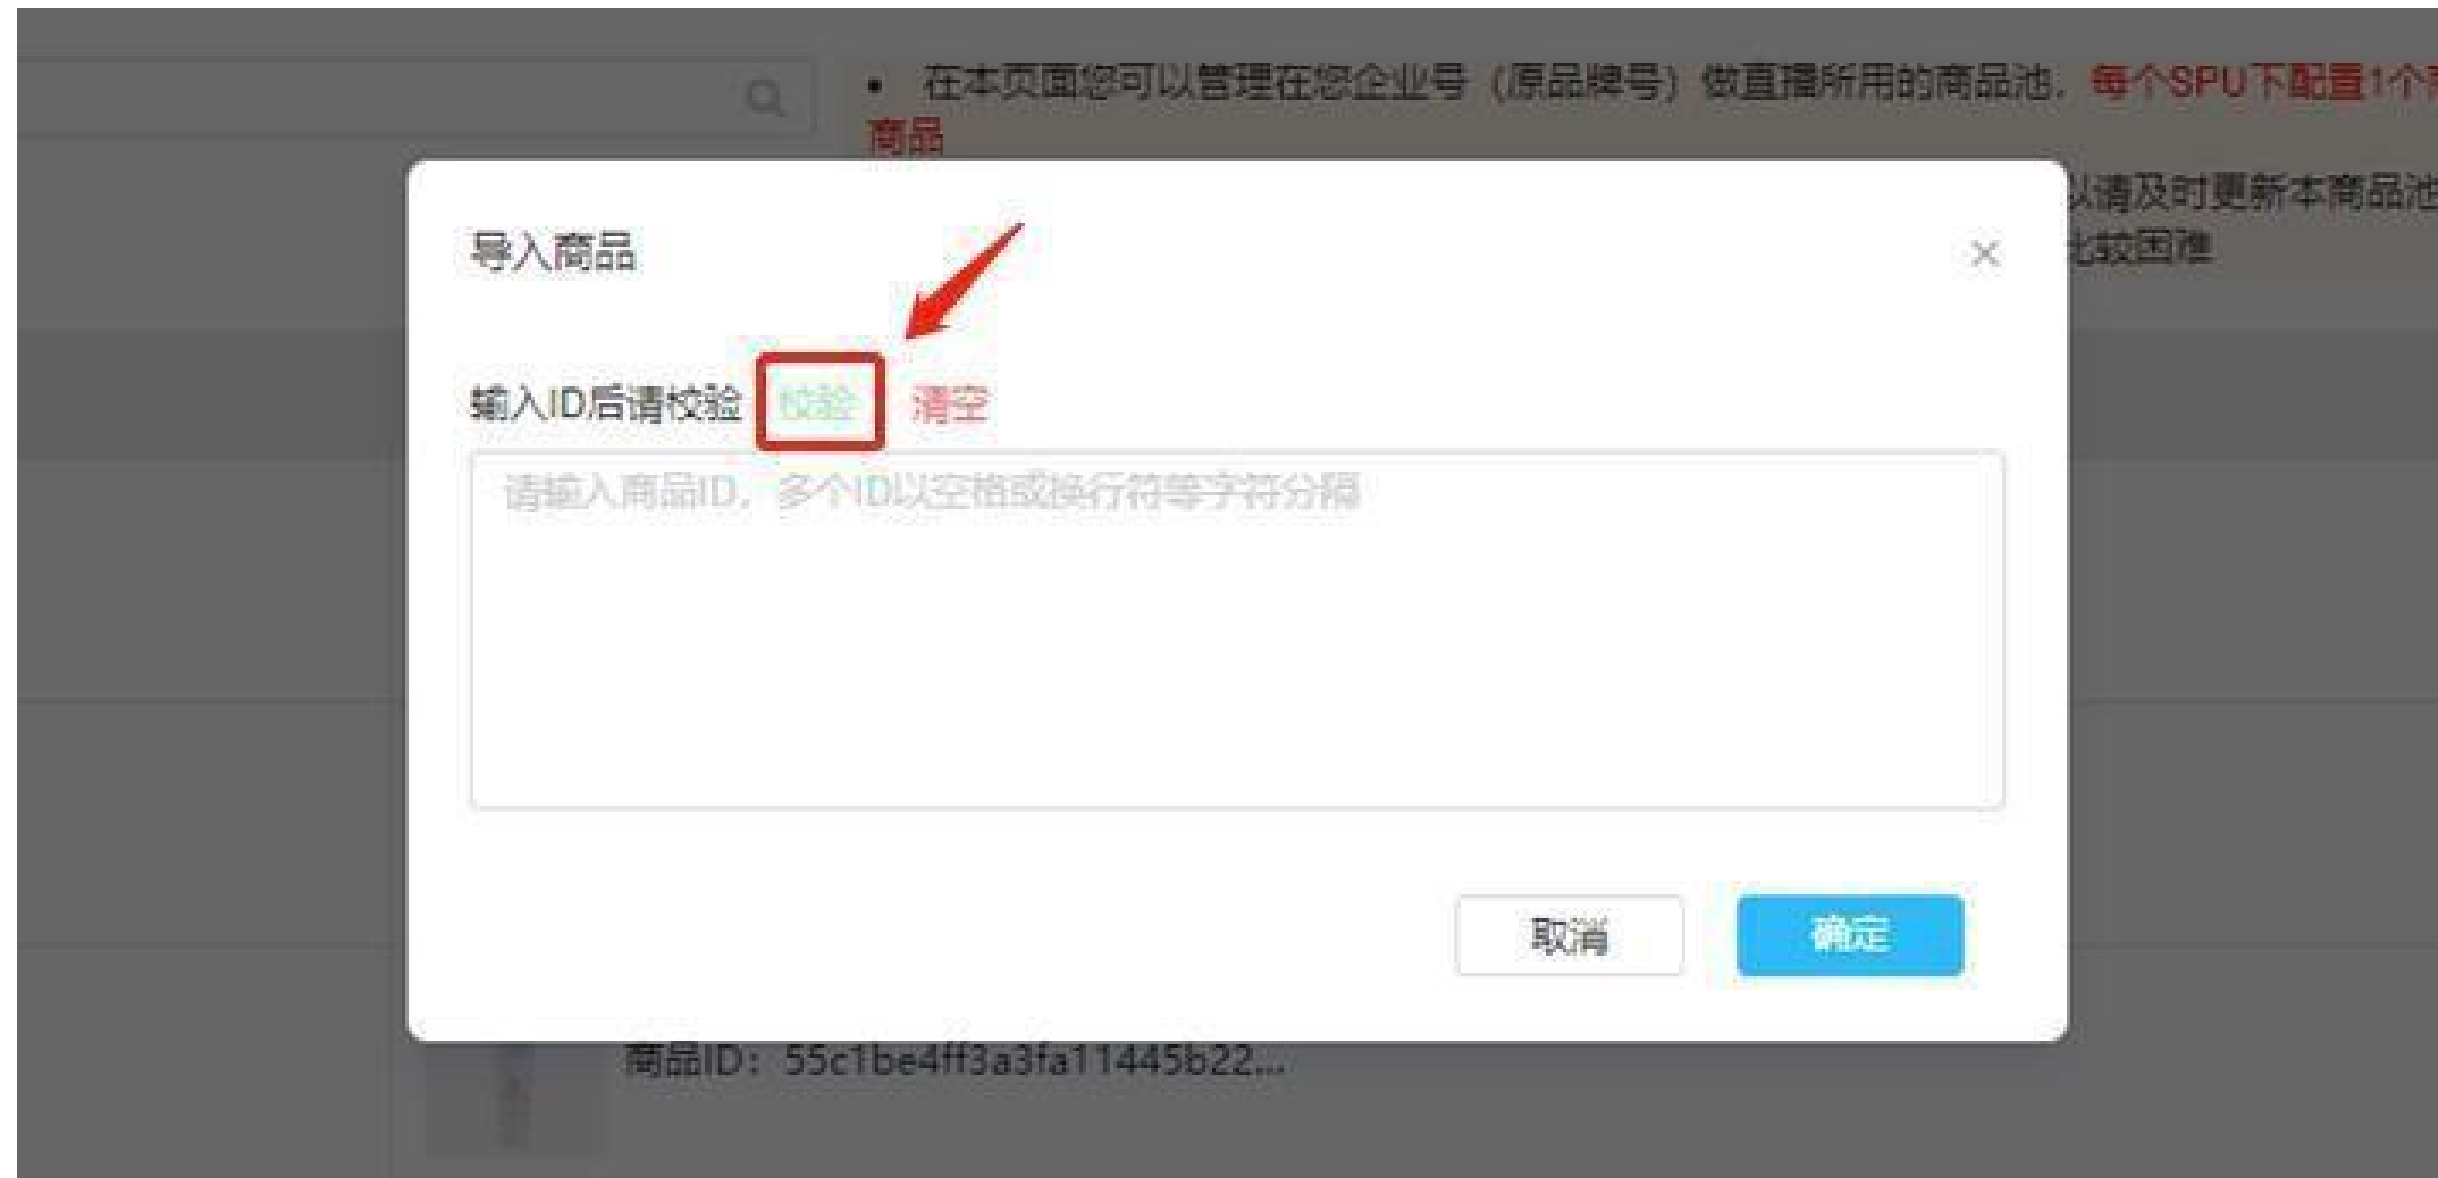 • 在本页面您可以管理在您企业号（原品牌号）做直播所用的商品池，每个SPU下配置1个
商品
以请及时更新本商品池
比较困难
导入商品
输入ID后请校验 校验 清空
请输入商品ID，多个ID以空格或换行符等字符分隔
取消 确定
商品ID：55c1be4ff3a3fa11445b22...